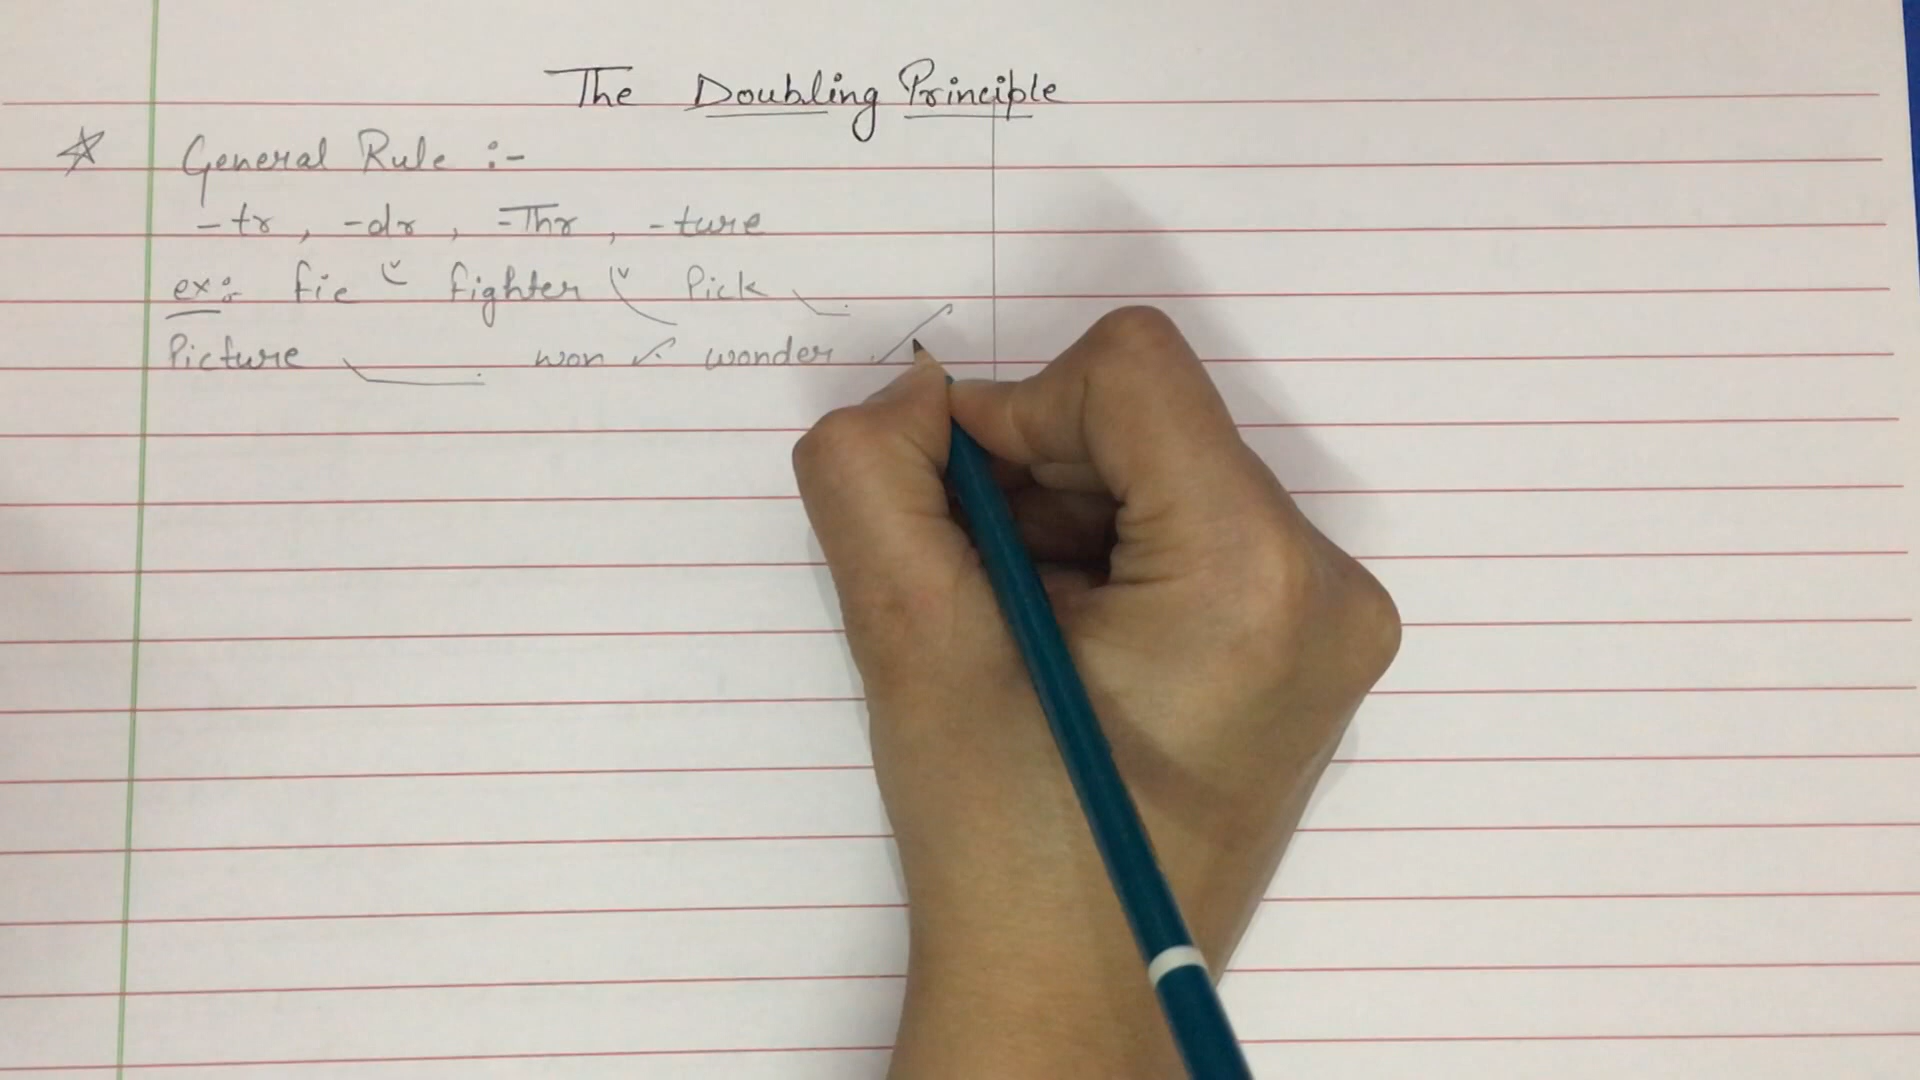 The Doubling Principle
General Rule :-
-tr, -dr, -Thr, -ture
ex:- fie fighter Pick
Picture won wonder